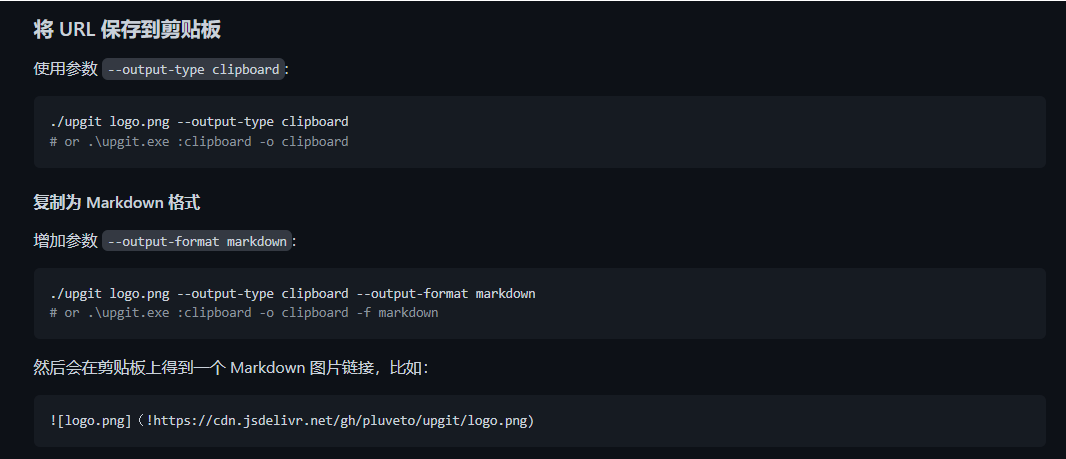 将 URL 保存到剪贴板
使用参数 --output-type clipboard:
./upgit logo.png --output-type clipboard
# or .\upgit.exe :clipboard -o clipboard
复制为 Markdown 格式
增加参数 --output-format markdown:
./upgit logo.png --output-type clipboard --output-format markdown
# or .\upgit.exe :clipboard -o clipboard -f markdown
然后会在剪贴板上得到一个 Markdown 图片链接，比如：
![logo.png]（!https://cdn.jsdelivr.net/gh/pluveto/upgit/logo.png)